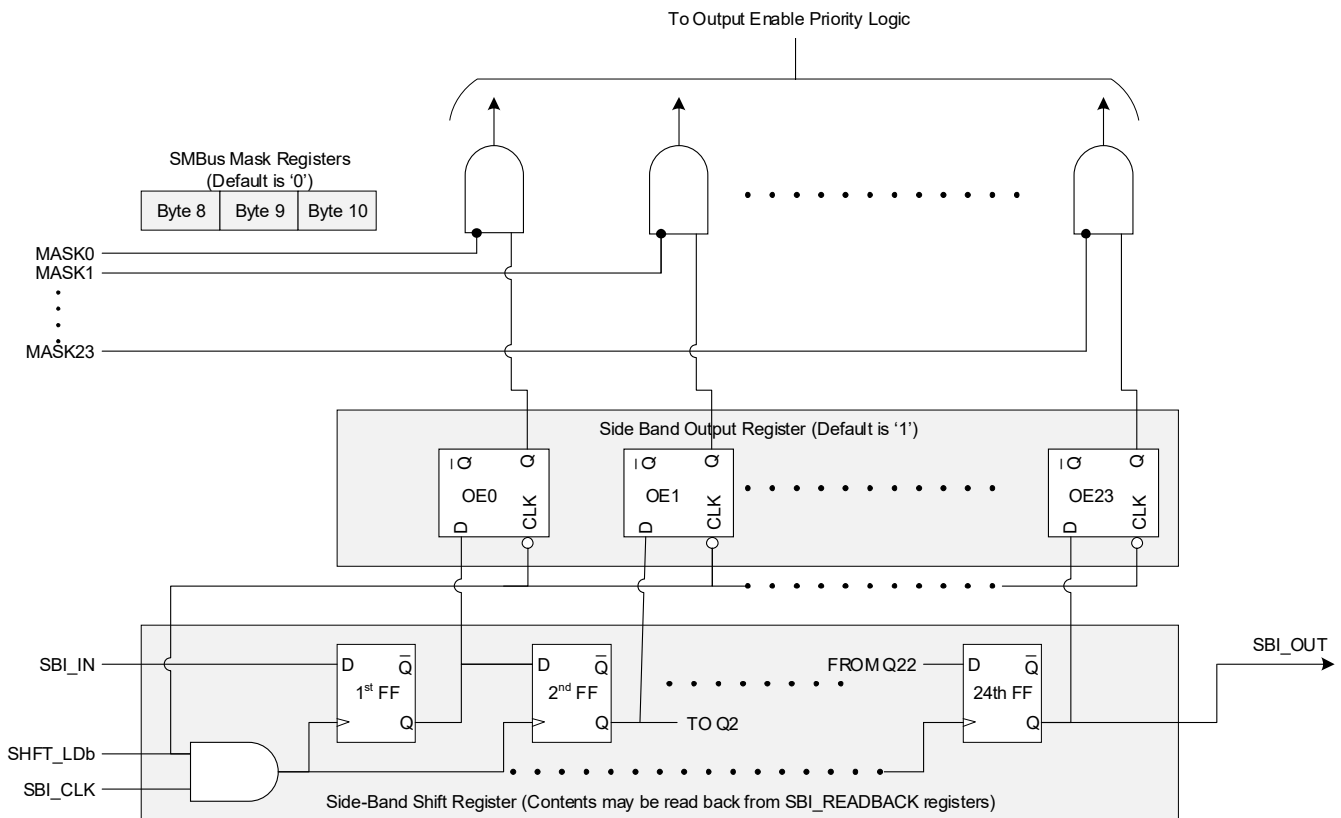 To Output Enable Priority Logic
SMBus Mask Registers
(Default is ‘0’)
Byte 8 Byte 9 Byte 10
MASK0
MASK1
MASK23
Side Band Output Register (Default is ‘1’)
Q̅ Q
OE0
D CLK
Q̅ Q
OE1
D CLK
Q̅ Q
OE23
D CLK
SBI_IN
D Q̅
1st FF
Q
D Q̅
2nd FF
Q
TO Q2
FROM Q22
D Q̅
24th FF
Q
SBI_OUT
SHFT_LDb
SBI_CLK
Side-Band Shift Register (Contents may be read back from SBI_READBACK registers)